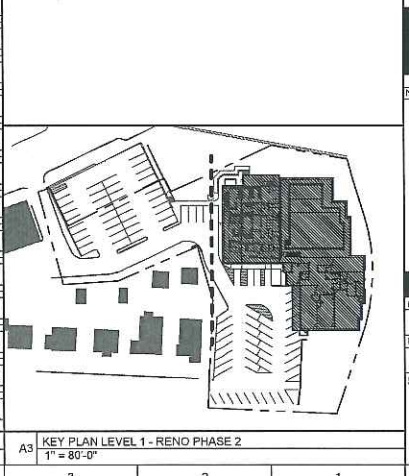 A3
KEY PLAN LEVEL 1 - RENO PHASE 2
1" = 80'-0"